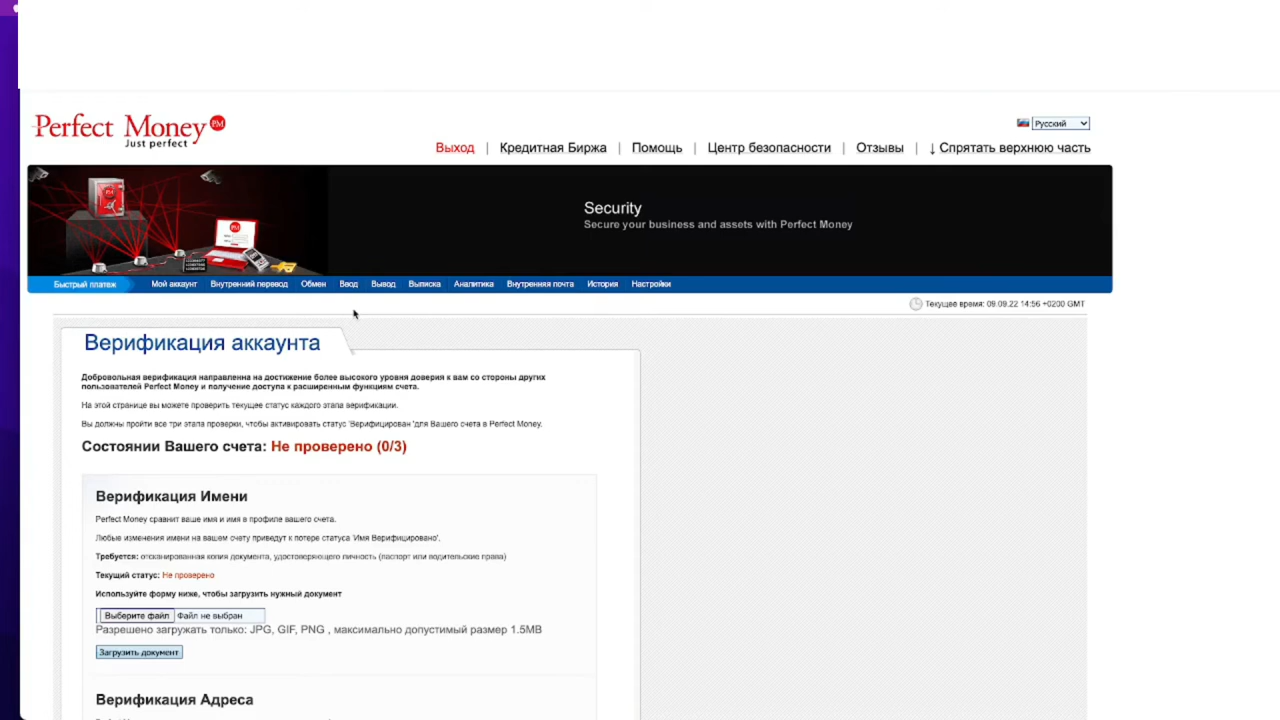 Perfect Money PM
Just perfect
Русский
Выход | Кредитная Биржа | Помощь | Центр безопасности | Отзывы | ↓ Спрятать верхнюю часть
Security
Secure your business and assets with Perfect Money
Быстрый платеж Мой аккаунт Внутренний перевод Обмен Ввод Вывод Выписка Аналитика Внутренняя почта История Настройки
Текущее время: 09.09.22 14:56 +0200 GMT
Верификация аккаунта
Добровольная верификация направленна на достижение более высокого уровня доверия к вам со стороны других
пользователей Perfect Money и получение доступа к расширенным функциям счета.
На этой странице вы можете проверить текущее статус каждого этапа верификации.
Вы должны пройти все три этапа проверки, чтобы активировать статус 'Верифицирован 'для Вашего счета в Perfect Money.
Состоянии Вашего счета: Не проверено (0/3)
Верификация Имени
Perfect Money сравнит ваше имя и имя в профиле вашего счета.
Любые изменения имени на вашем счету приведут к потере статуса 'Имя Верифицировано'.
Требуется: отсканированная копия документа, удостоверяющего личность (паспорт или водительские права)
Текущий статус: Не проверено
Используйте форму ниже, чтобы загрузить нужный документ
Выберите файл Файл не выбран
Разрешено загружать только: JPG, GIF, PNG , максимально допустимый размер 1.5MB
Загрузить документ
Верификация Адреса